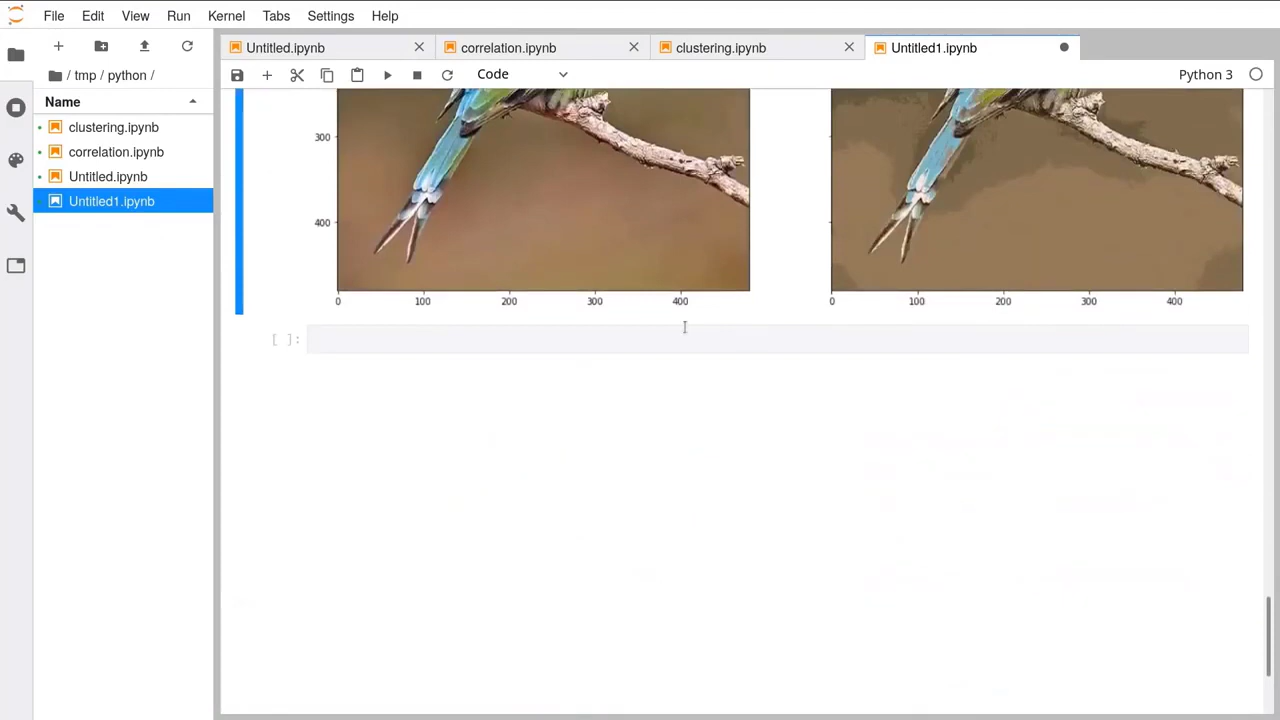 File Edit View Run Kernel Tabs Settings Help
Untitled.ipynb correlation.ipynb clustering.ipynb Untitled1.ipynb
Code Python 3
/ tmp / python /
Name
clustering.ipynb
correlation.ipynb
Untitled.ipynb
Untitled1.ipynb
300
400
0 100 200 300 400
0 100 200 300 400
[ ]: